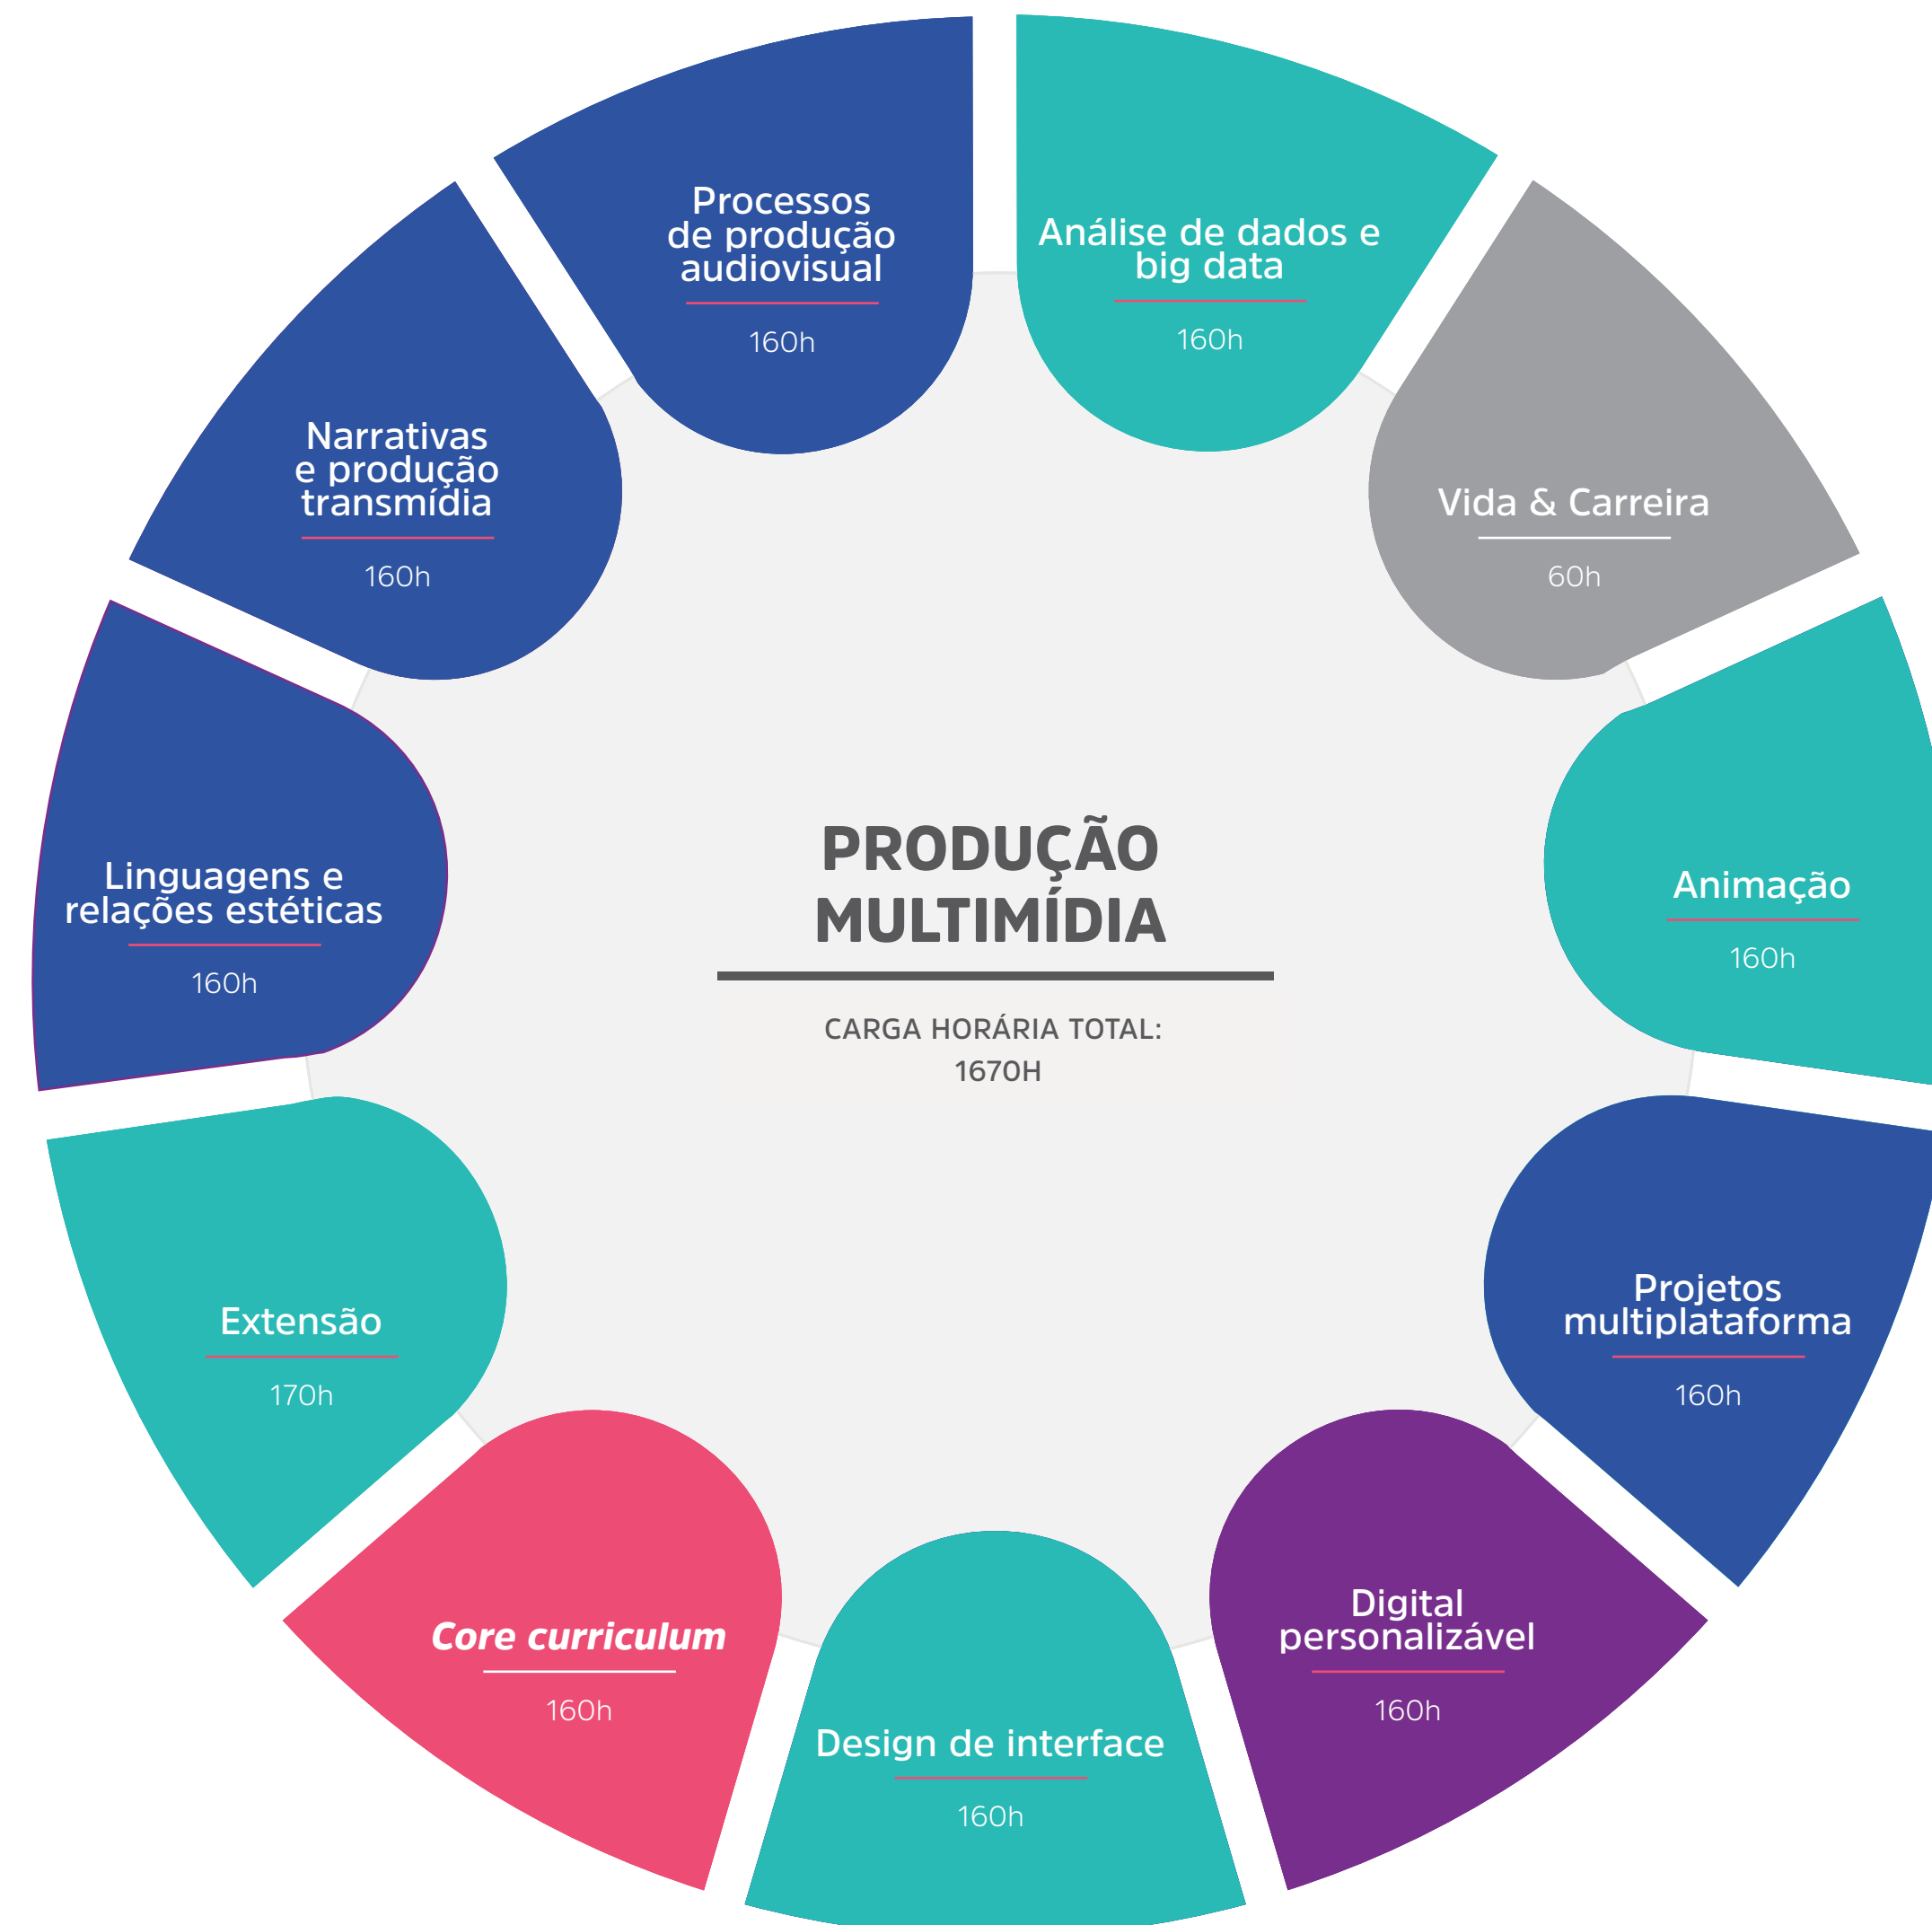 Processos
de produção
audiovisual
160h
Análise de dados e
big data
160h
Vida & Carreira
60h
Animação
160h
Projetos
multiplataforma
160h
Digital
personalizável
160h
Design de interface
160h
Core curriculum
160h
Extensão
170h
Linguagens e
relações estéticas
160h
Narrativas
e produção
transmídia
160h
PRODUÇÃO
MULTIMÍDIA
CARGA HORÁRIA TOTAL:
1670H